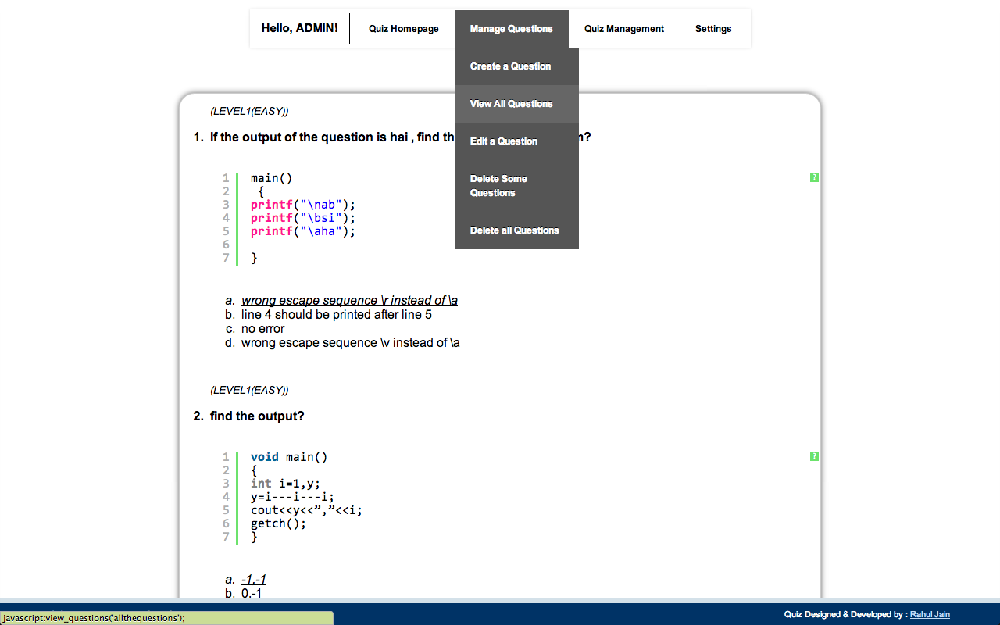 Hello, ADMIN! Quiz Homepage Manage Questions Quiz Management Settings
Create a Question
View All Questions
Edit a Question
Delete Some
Questions
Delete all Questions
(LEVEL1(EASY))
1. If the output of the question is hai , find th
?
1 main()
2 {
3 printf("\nab");
4 printf("\bsi");
5 printf("\aha");
6
7 }
?
a. wrong escape sequence \r instead of \a
b. line 4 should be printed after line 5
c. no error
d. wrong escape sequence \v instead of \a
(LEVEL1(EASY))
2. find the output?
1 void main()
2 {
3 int i=1,y;
4 y=i---i---i;
5 cout<<y<<”,”<<i;
6 getch();
7 }
?
a. -1,-1
b. 0,-1
javascript:view_questions('allthequestions');
Quiz Designed & Developed by : Rahul Jain